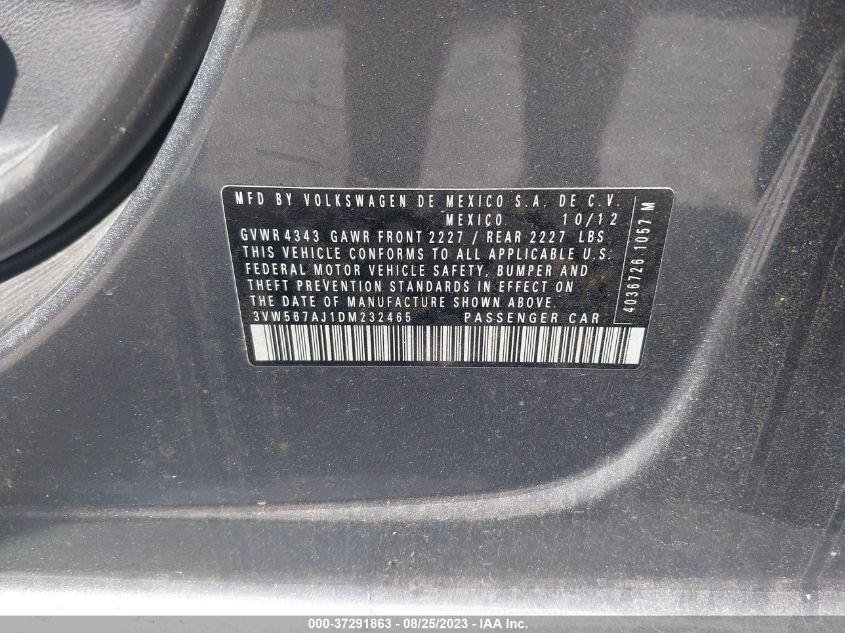 MFD BY VOLKSWAGEN DE MEXICO S.A. DE C.V.
MEXICO 10/12
GVWR 4343 GAWR FRONT 2227 / REAR 2227 LBS
THIS VEHICLE CONFORMS TO ALL APPLICABLE U.S.
FEDERAL MOTOR VEHICLE SAFETY, BUMPER AND
THEFT PREVENTION STANDARDS IN EFFECT ON
THE DATE OF MANUFACTURE SHOWN ABOVE.
3VW567AJ1DM232465 PASSENGER CAR
4036726 1057 M
000-37291863 - 08/25/2023 - IAA Inc.